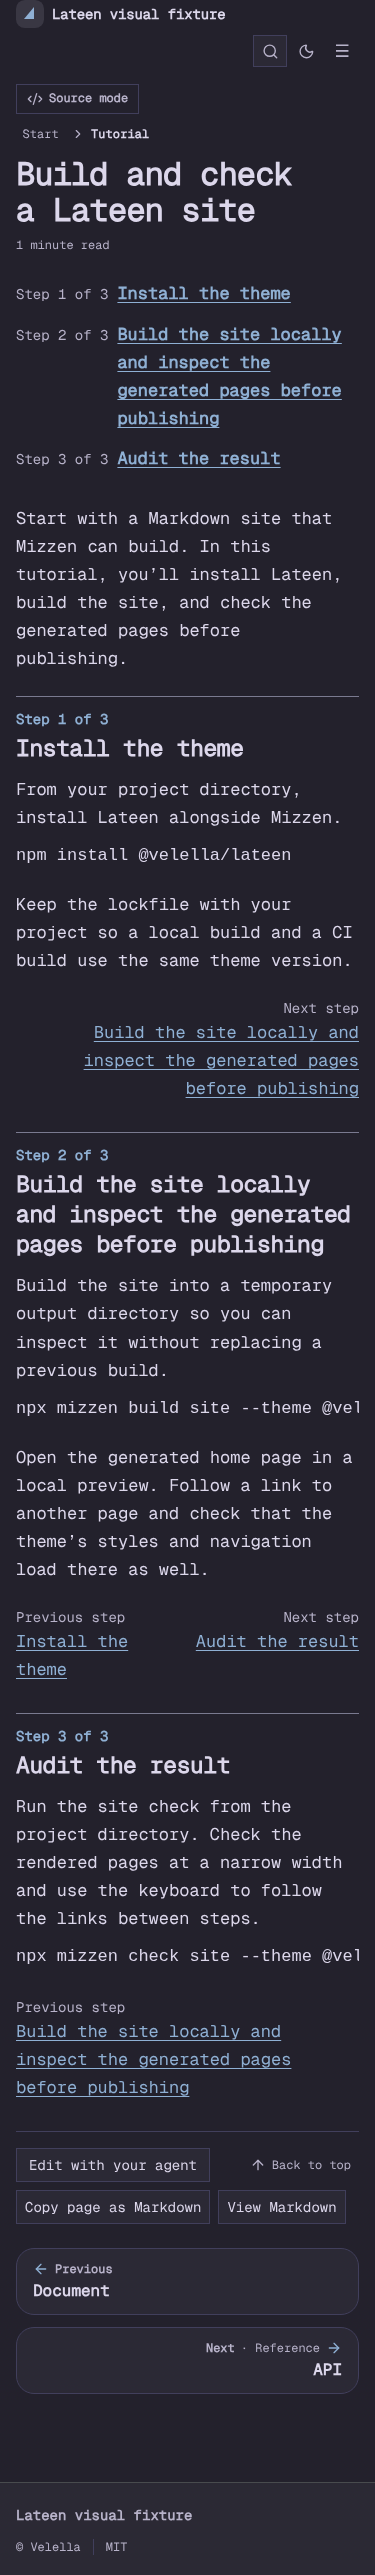 Lateen visual fixture
Source mode
Start > Tutorial
Build and check
a Lateen site
1 minute read
Step 1 of 3 Install the theme
Step 2 of 3 Build the site locally
and inspect the
generated pages before
publishing
Step 3 of 3 Audit the result
Start with a Markdown site that
Mizzen can build. In this
tutorial, you’ll install Lateen,
build the site, and check the
generated pages before
publishing.
Step 1 of 3
Install the theme
From your project directory,
install Lateen alongside Mizzen.
npm install @velella/lateen
Keep the lockfile with your
project so a local build and a CI
build use the same theme version.
Next step
Build the site locally and
inspect the generated pages
before publishing
Step 2 of 3
Build the site locally
and inspect the generated
pages before publishing
Build the site into a temporary
output directory so you can
inspect it without replacing a
previous build.
npx mizzen build site --theme @vel
Open the generated home page in a
local preview. Follow a link to
another page and check that the
theme’s styles and navigation
load there as well.
Previous step
Install the
theme
Next step
Audit the result
Step 3 of 3
Audit the result
Run the site check from the
project directory. Check the
rendered pages at a narrow width
and use the keyboard to follow
the links between steps.
npx mizzen check site --theme @vel
Previous step
Build the site locally and
inspect the generated pages
before publishing
Edit with your agent
↑ Back to top
Copy page as Markdown
View Markdown
← Previous
Document
Next · Reference →
API
Lateen visual fixture
© Velella | MIT